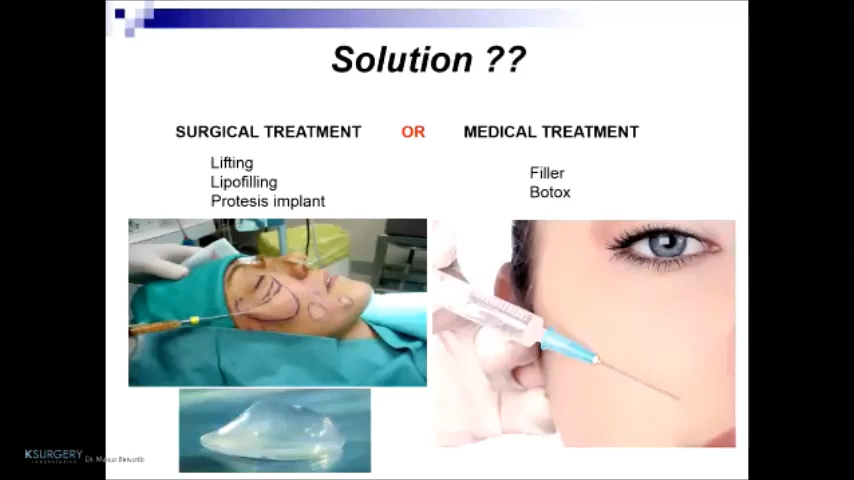 Solution ??
SURGICAL TREATMENT OR MEDICAL TREATMENT
Lifting
Lipofilling
Protesis implant
Filler
Botox
KSURGERY